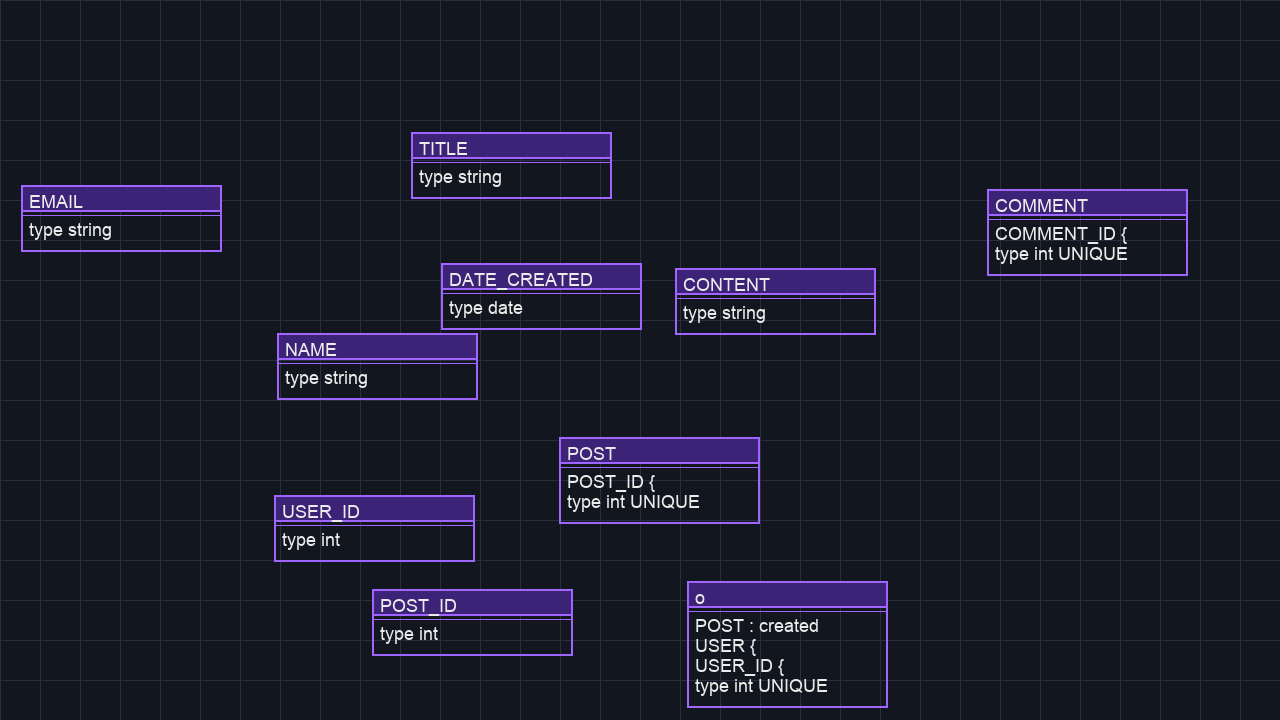 TITLE
type string
EMAIL
type string
COMMENT
COMMENT_ID {
type int UNIQUE
DATE_CREATED
type date
CONTENT
type string
NAME
type string
POST
POST_ID {
type int UNIQUE
USER_ID
type int
POST_ID
type int
o
POST : created
USER {
USER_ID {
type int UNIQUE